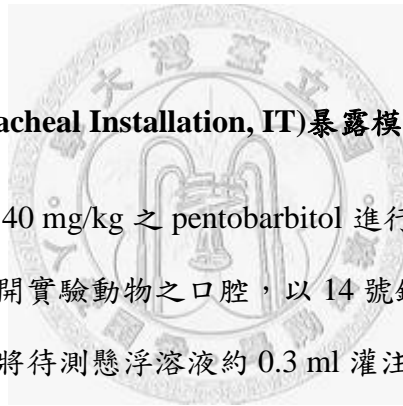 acheal Installation, IT)暴露模
40 mg/kg 之 pentobarbitol 進行
開實驗動物之口腔，以 14 號
將待測懸浮溶液約 0.3 ml 灌注